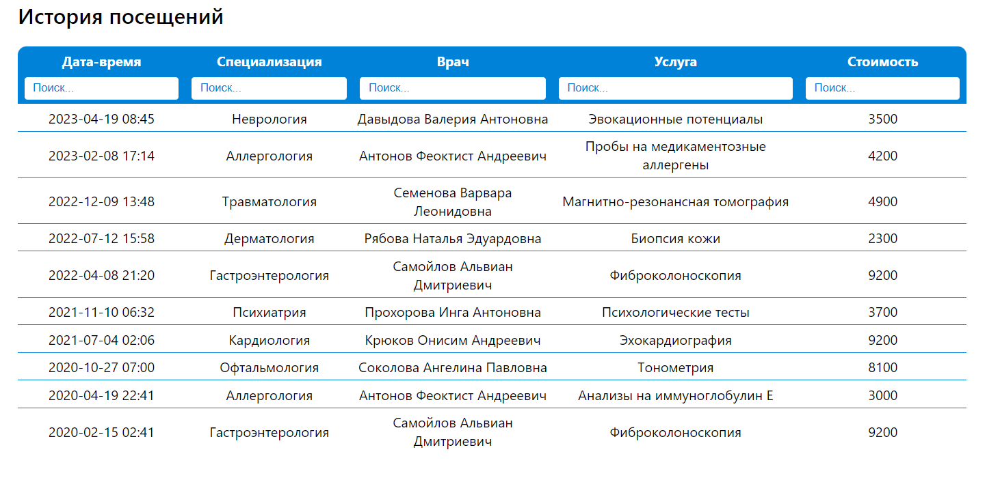 История посещений
Дата-время Специализация Врач Услуга Стоимость
Поиск... Поиск... Поиск... Поиск... Поиск...
2023-04-19 08:45 Неврология Давыдова Валерия Антоновна Эвокационные потенциалы 3500
2023-02-08 17:14 Аллергология Антонов Феоктист Андреевич Пробы на медикаментозные
аллергены 4200
2022-12-09 13:48 Травматология Семенова Варвара
Леонидовна Магнитно-резонансная томография 4900
2022-07-12 15:58 Дерматология Рябова Наталья Эдуардовна Биопсия кожи 2300
2022-04-08 21:20 Гастроэнтерология Самойлов Альвиан
Дмитриевич Фиброколоноскопия 9200
2021-11-10 06:32 Психиатрия Прохорова Инга Антоновна Психологические тесты 3700
2021-07-04 02:06 Кардиология Крюков Онисим Андреевич Эхокардиография 9200
2020-10-27 07:00 Офтальмология Соколова Ангелина Павловна Тонометрия 8100
2020-04-19 22:41 Аллергология Антонов Феоктист Андреевич Анализы на иммуноглобулин Е 3000
2020-02-15 02:41 Гастроэнтерология Самойлов Альвиан
Дмитриевич Фиброколоноскопия 9200